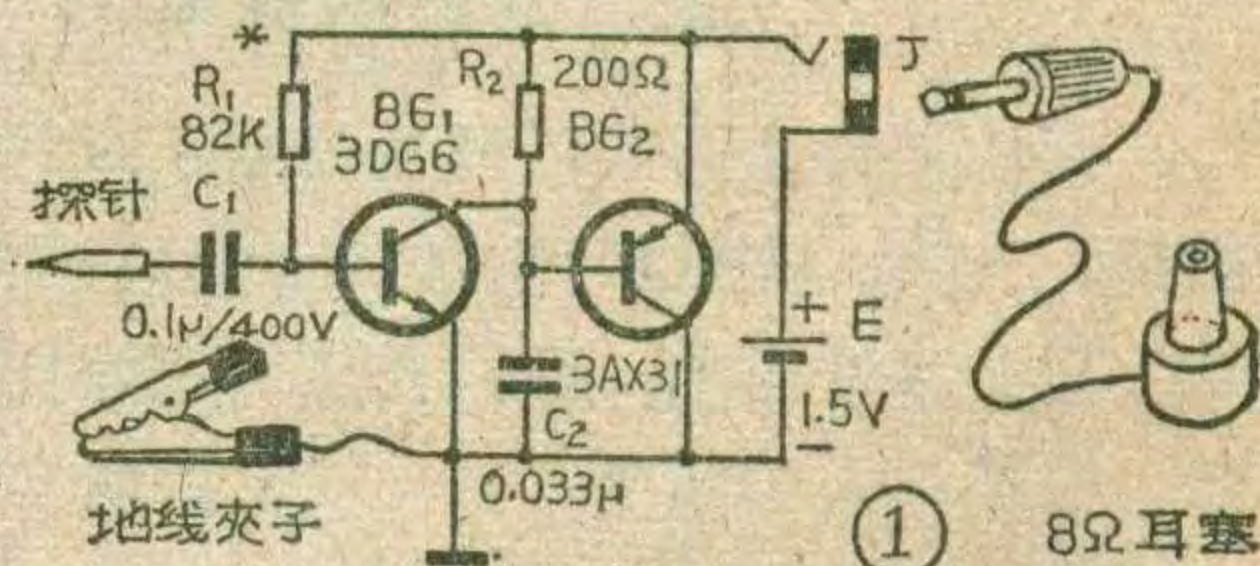 *
R₁
82K
R₂
200Ω
BG₁
3DG6
BG₂
J
探针
C₁
0.1μ/400V
3AX31
C₂
0.033μ
+
E
1.5V
−
地线夹子
①
8Ω耳塞